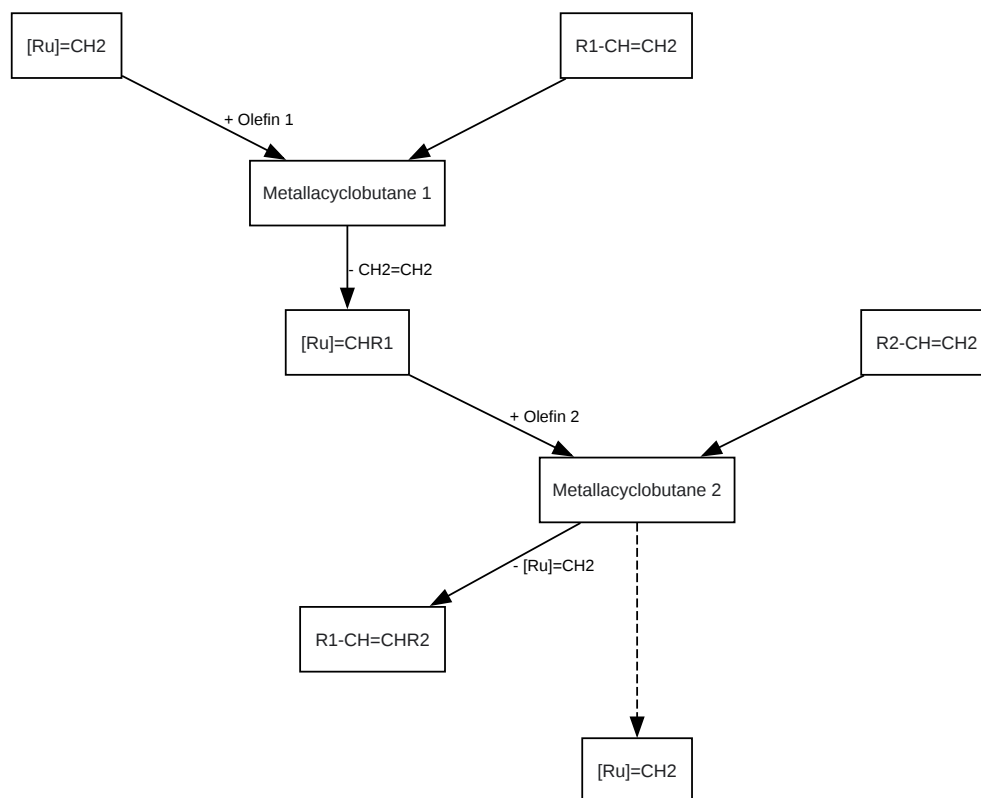 [Ru]=CH2
R1-CH=CH2
+ Olefin 1
Metallacyclobutane 1
- CH2=CH2
[Ru]=CHR1
R2-CH=CH2
+ Olefin 2
Metallacyclobutane 2
- [Ru]=CH2
R1-CH=CHR2
[Ru]=CH2